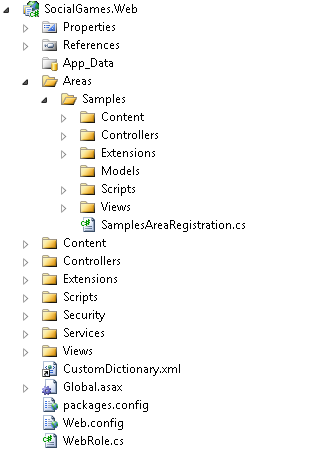 SocialGames.Web
Properties
References
App_Data
Areas
Samples
Content
Controllers
Extensions
Models
Scripts
Views
SamplesAreaRegistration.cs
Content
Controllers
Extensions
Scripts
Security
Services
Views
CustomDictionary.xml
Global.asax
packages.config
Web.config
WebRole.cs